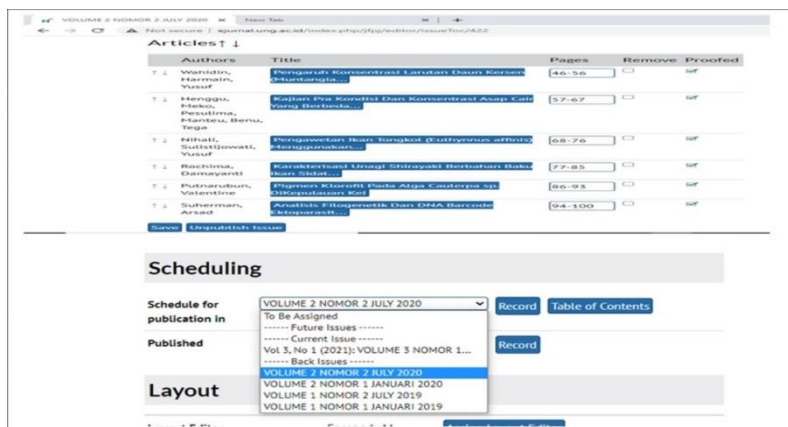 VOLUME 2 NOMOR 2 JULY 2020
New Tab
Not secure | ejurnal.ung.ac.id/index.php/jfpj/editor/issueToc/422
Articles↑ ↓
Authors Title Pages Remove Proofed
Wahidin, Harmain, Yusuf
Pengaruh Konsentrasi Larutan Daun Kersen (Muntangia...
46-56
Henggu, Meko, Pesulima, Manteu, Benu, Tega
Kajian Pra Kondisi Dan Konsentrasi Asap Cair Yang Berbeda...
57-67
Nihali, Sulistijowati, Yusuf
Pengawetan Ikan Tongkol (Euthynnus affinis) Menggunakan...
68-76
Rochima, Damayanti
Karakterisasi Unagi Shirayaki Berbahan Baku Ikan Sidat...
77-85
Putnarubun, Valentine
Pigmen Klorofil Pada Alga Caulerpa sp. DiKepulauan Kei
86-93
Suherman, Arsad
Analisis Filogenetik Dan DNA Barcode Ektoparasit...
94-100
Save Unpublish Issue
Scheduling
Schedule for publication in
VOLUME 2 NOMOR 2 JULY 2020
Record Table of Contents
To Be Assigned
------ Future Issues ------
------ Current Issue ------
Vol 3, No 1 (2021): VOLUME 3 NOMOR 1...
------ Back Issues ------
VOLUME 2 NOMOR 2 JULY 2020
VOLUME 2 NOMOR 1 JANUARI 2020
VOLUME 1 NOMOR 2 JULY 2019
VOLUME 1 NOMOR 1 JANUARI 2019
Published
Record
Layout